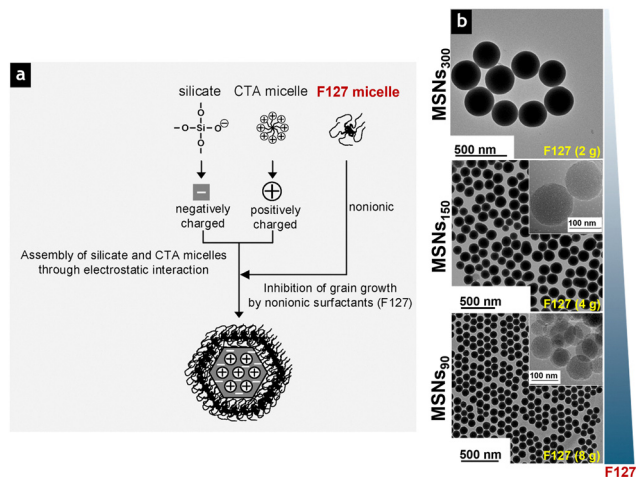 a
silicate
CTA micelle
F127 micelle
–O–Si–O⊖
O
O
−
+
negatively
charged
positively
charged
nonionic
Assembly of silicate and CTA micelles
through electrostatic interaction
Inhibition of grain growth
by nonionic surfactants (F127)
b
MSNs300
500 nm
F127 (2 g)
MSNs150
100 nm
500 nm
F127 (4 g)
MSNs90
100 nm
500 nm
F127 (8 g)
F127